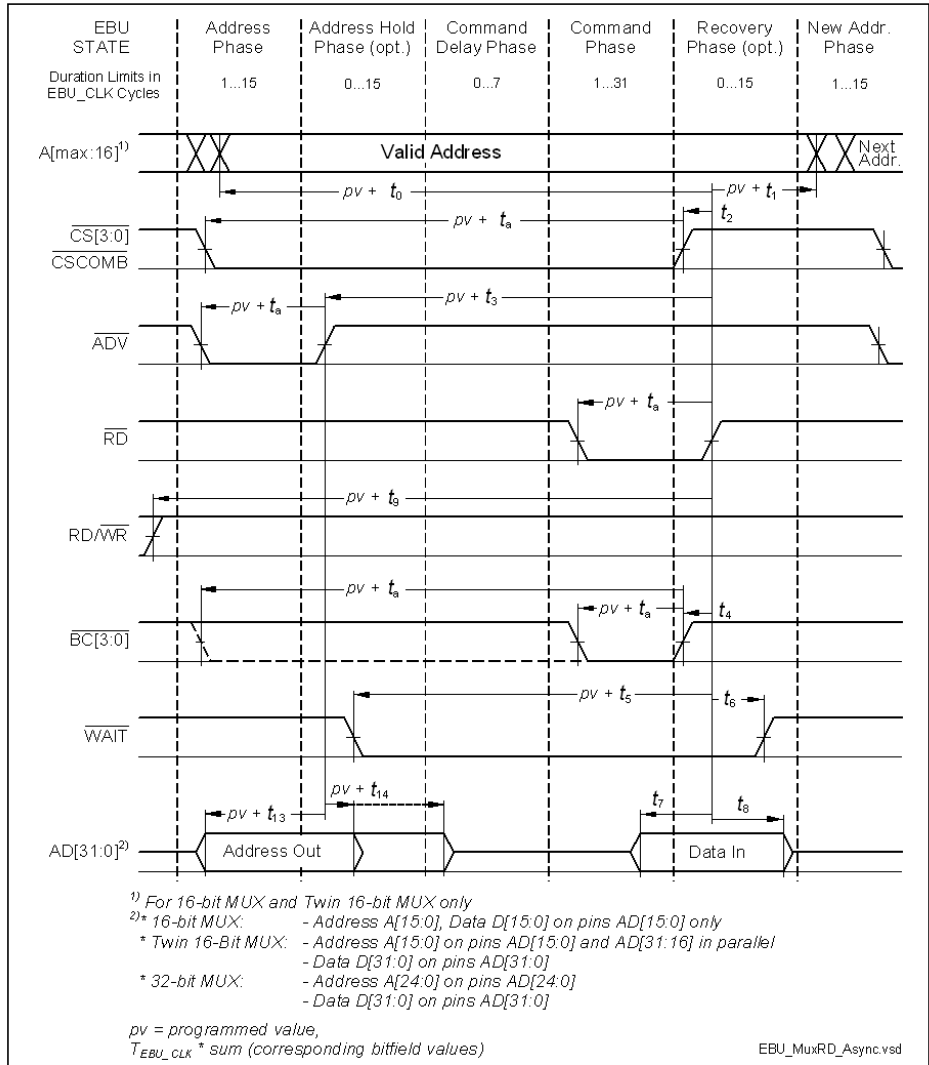 EBU STATE Address Phase Address Hold Phase (opt.) Command Delay Phase Command Phase Recovery Phase (opt.) New Addr. Phase
Duration Limits in EBU_CLK Cycles 1...15 0...15 0...7 1...31 0...15 1...15
A[max:16]1) Valid Address Next Addr.
pv + t0 pv + t1
pv + ta t2
CS[3:0]
CSCOMB
pv + ta pv + t3
ADV
pv + ta
RD
pv + t9
RD/WR
pv + ta pv + ta t4
BC[3:0]
pv + t5 t6
WAIT
pv + t13 pv + t14 t7 t8
AD[31:0]2) Address Out Data In
1) For 16-bit MUX and Twin 16-bit MUX only
2)* 16-bit MUX: - Address A[15:0], Data D[15:0] on pins AD[15:0] only
* Twin 16-Bit MUX: - Address A[15:0] on pins AD[15:0] and AD[31:16] in parallel
- Data D[31:0] on pins AD[31:0]
* 32-bit MUX: - Address A[24:0] on pins AD[24:0]
- Data D[31:0] on pins AD[31:0]
pv = programmed value,
TEBU_CLK * sum (corresponding bitfield values) EBU_MuxRD_Async.vsd